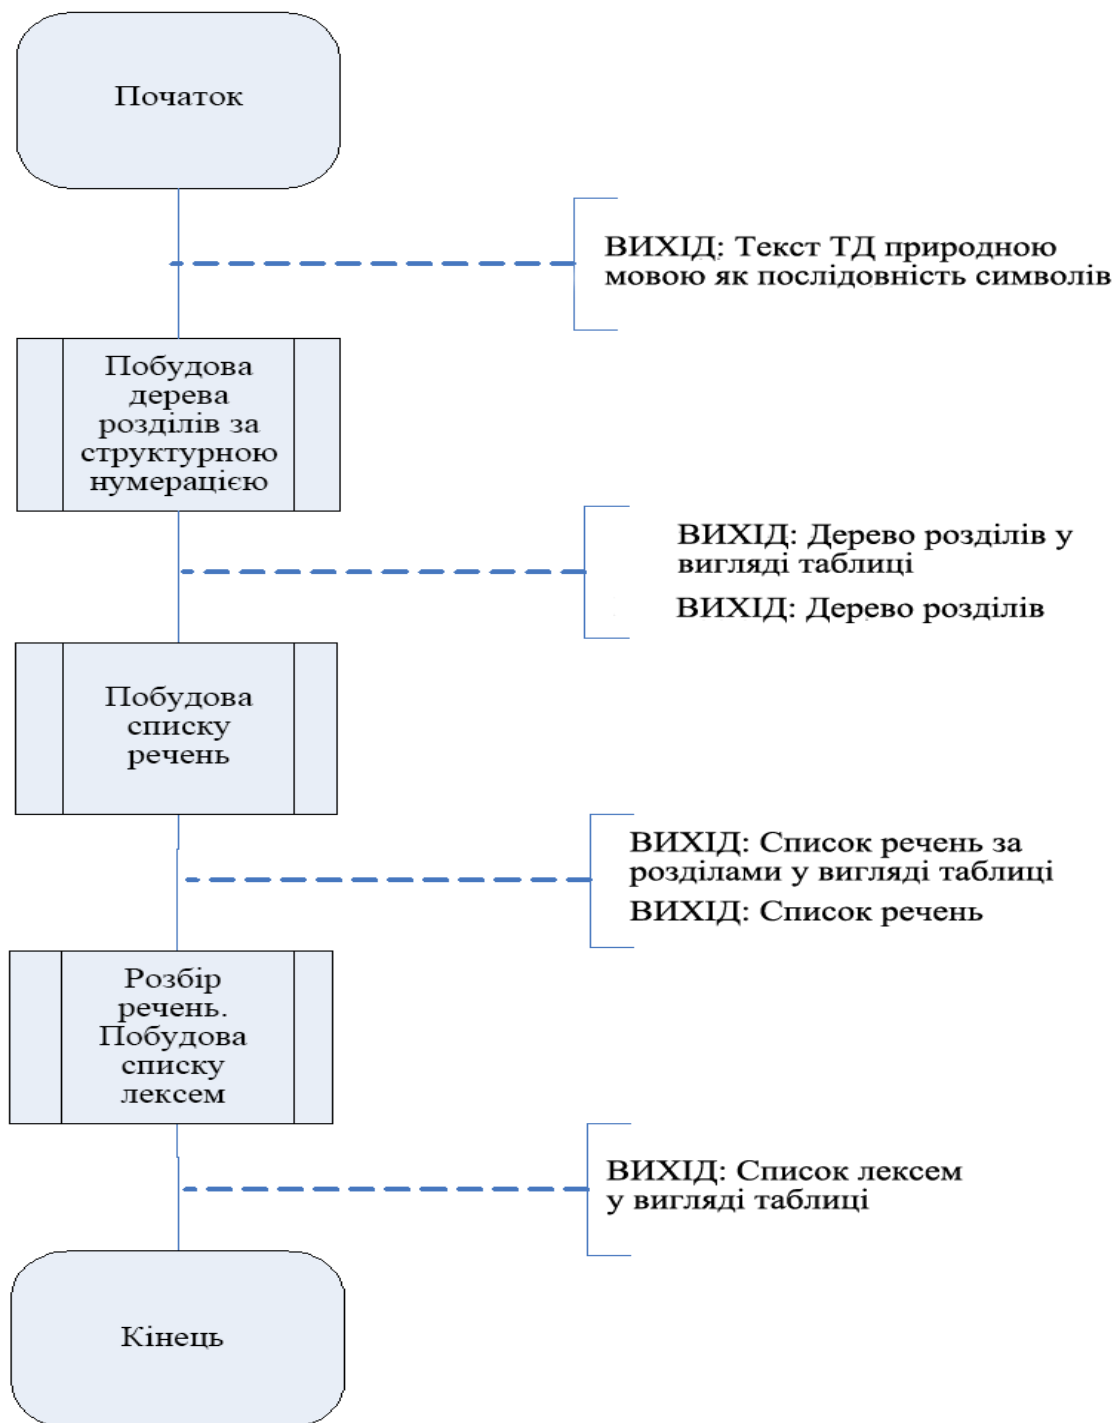 Початок
ВИХІД: Текст ТД природною
мовою як послідовність символів
Побудова
дерева
розділів за
структурною
нумерацією
ВИХІД: Дерево розділів у
вигляді таблиці
ВИХІД: Дерево розділів
Побудова
списку
речень
ВИХІД: Список речень за
розділами у вигляді таблиці
ВИХІД: Список речень
Розбір
речень.
Побудова
списку
лексем
ВИХІД: Список лексем
у вигляді таблиці
Кінець